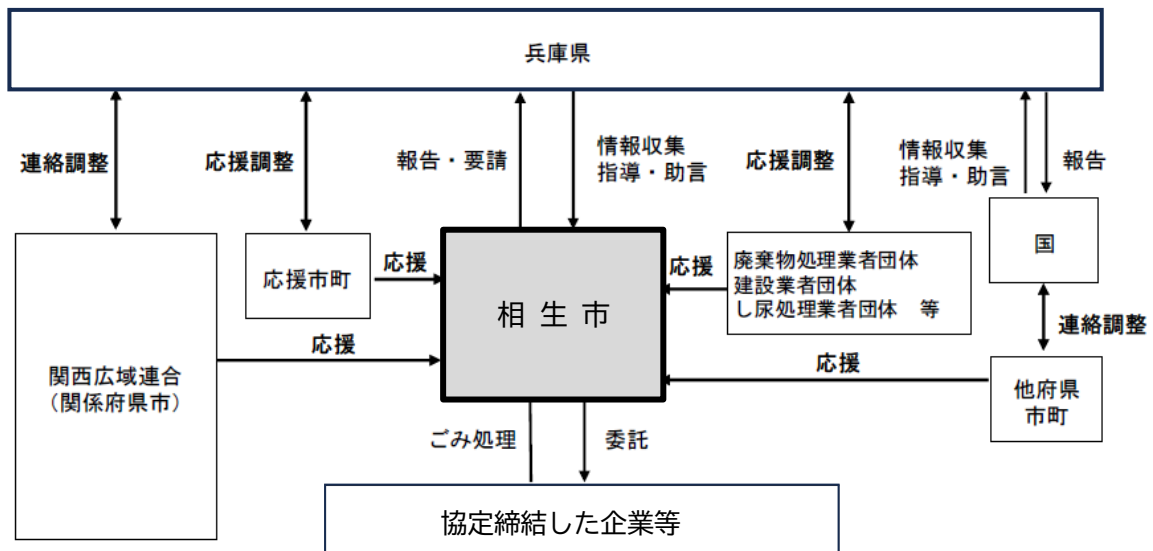 兵庫県
連絡調整
応援調整
報告・要請
情報収集
指導・助言
応援調整
情報収集
指導・助言
報告
関西広域連合
（関係府県市）
応援市町
応援
応援
相 生 市
応援
廃棄物処理業者団体
建設業者団体
し尿処理業者団体　等
国
連絡調整
応援
他府県
市町
ごみ処理
委託
協定締結した企業等